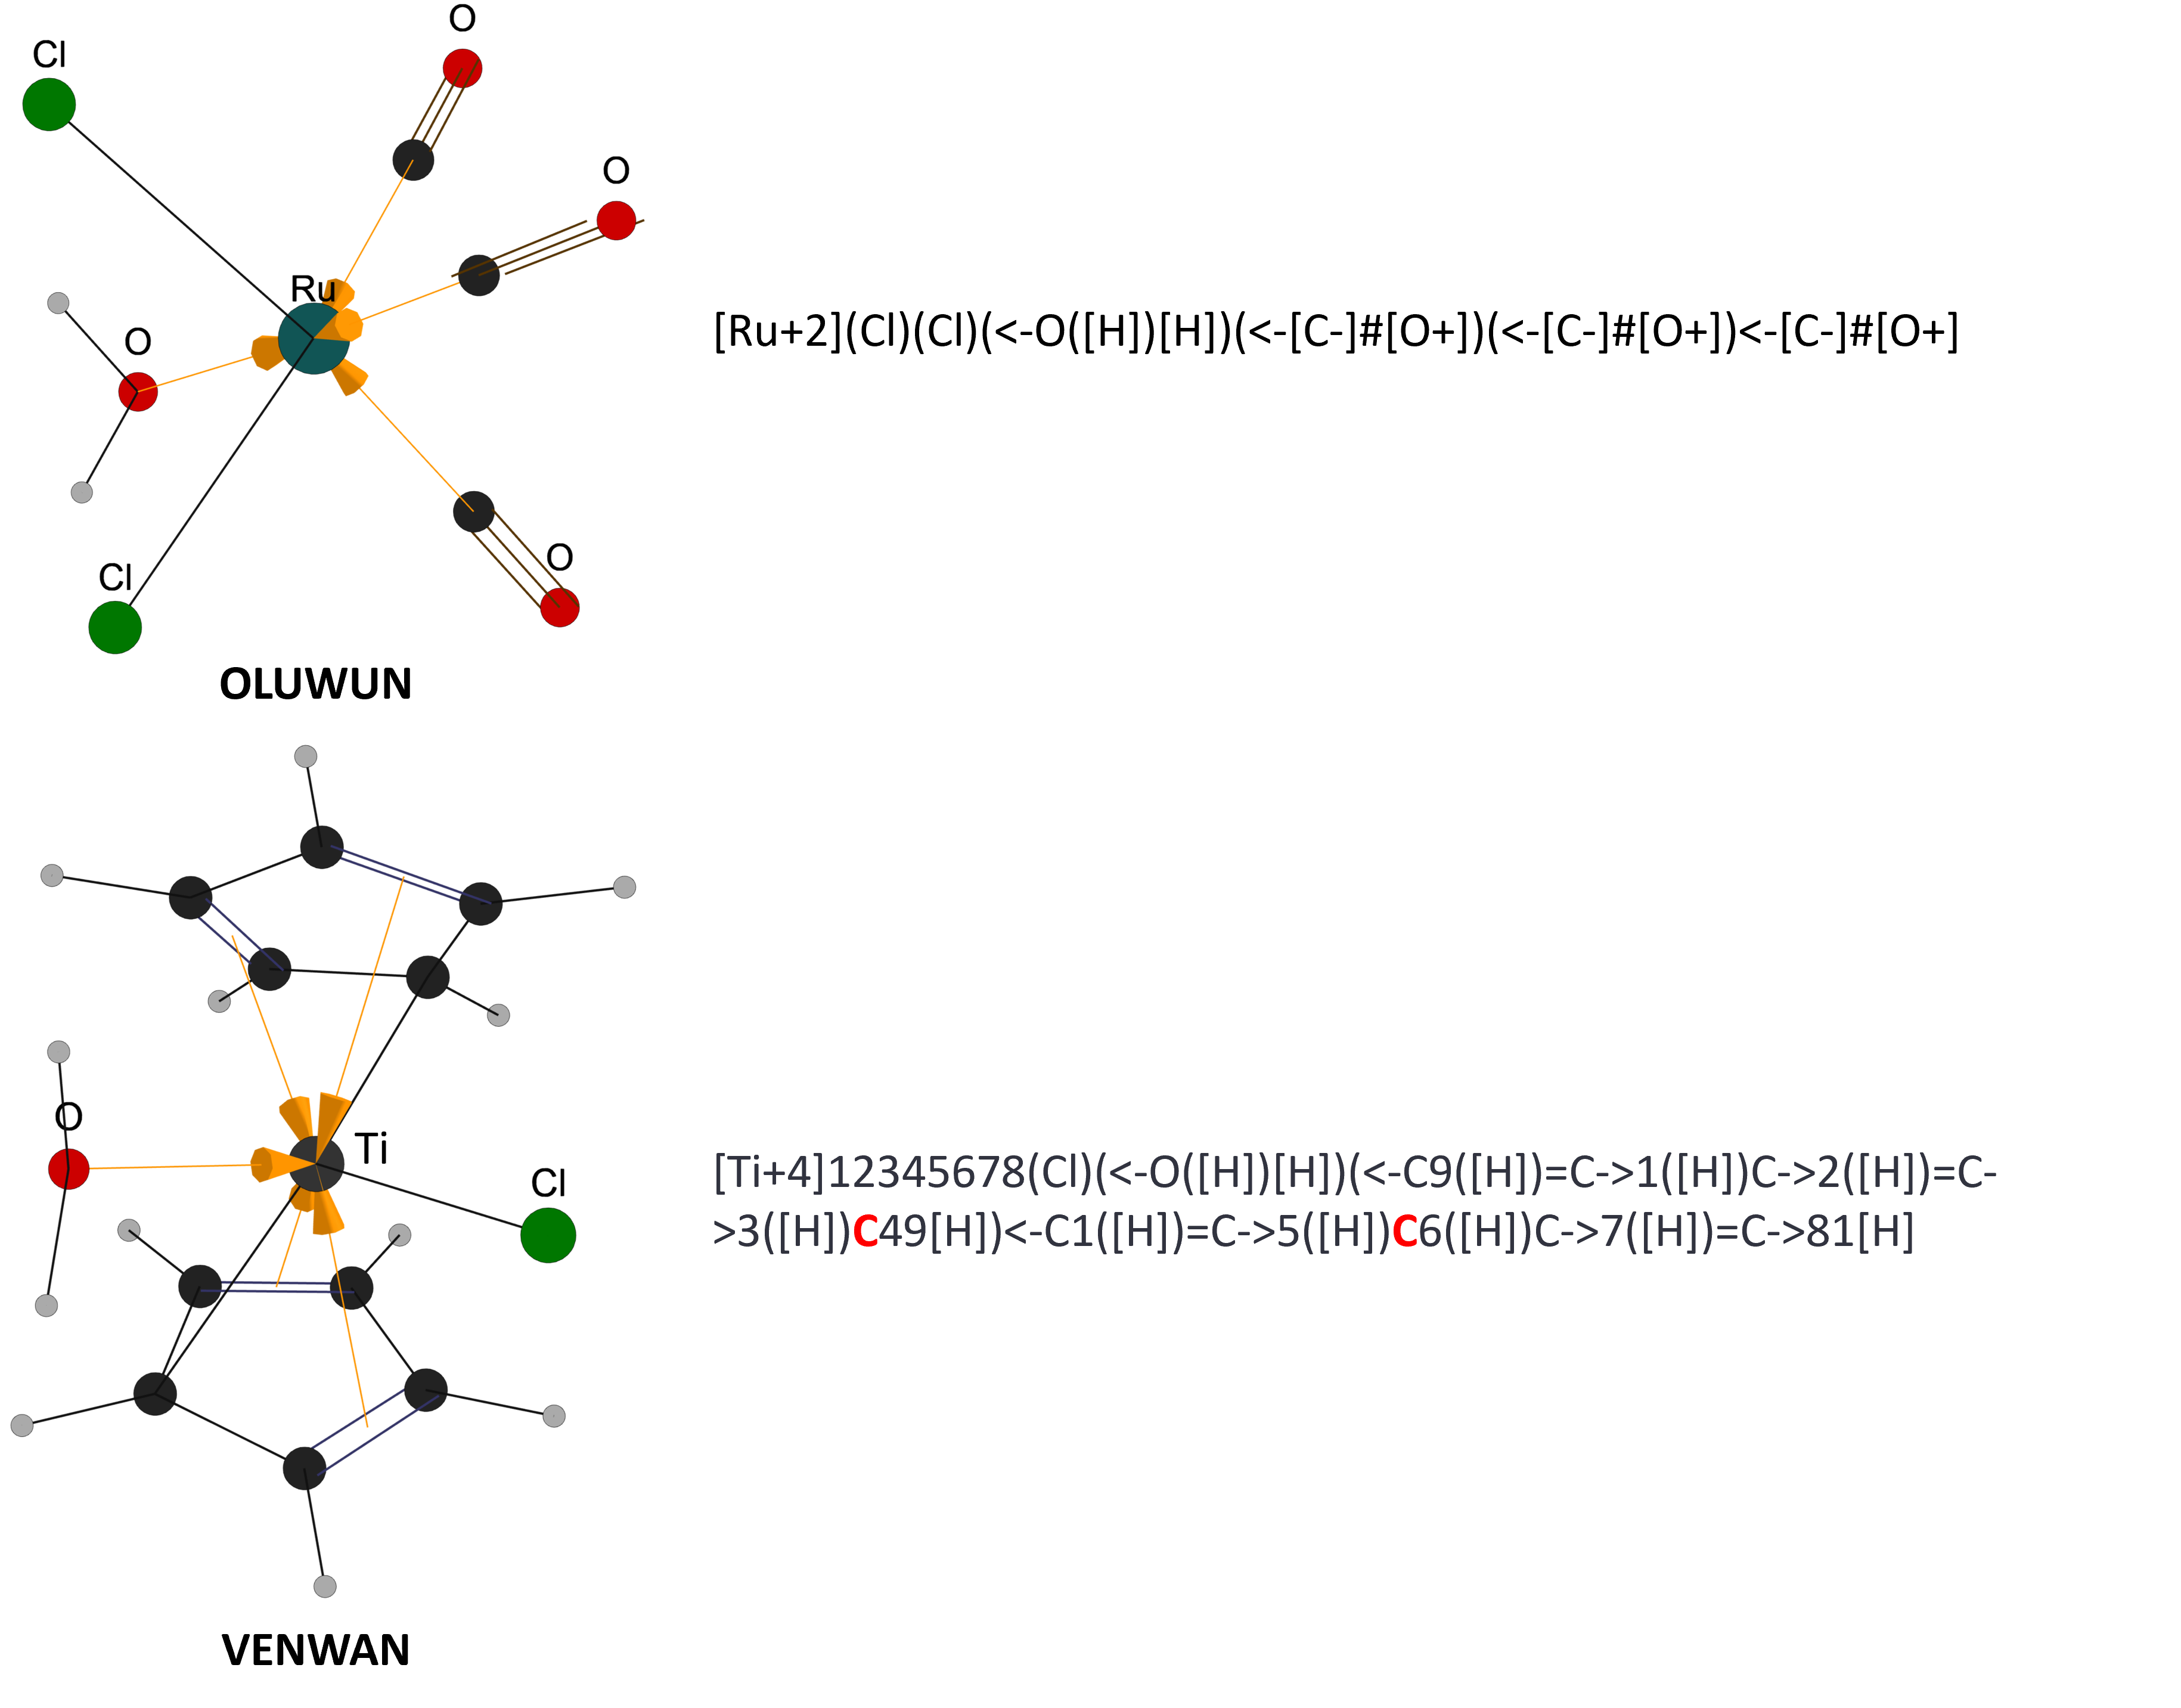 O
Cl
O
Ru
O
[Ru+2](Cl)(Cl)(<-O([H])[H])(<-[C-]#[O+])(<-[C-]#[O+])<-[C-]#[O+]
O
Cl
OLUWUN
O
Ti
Cl
[Ti+4]12345678(Cl)(<-O([H])[H])(<-C9([H])=C->1([H])C->2([H])=C-
>3([H])C49[H])<-C1([H])=C->5([H])C6([H])C->7([H])=C->81[H]
VENWAN